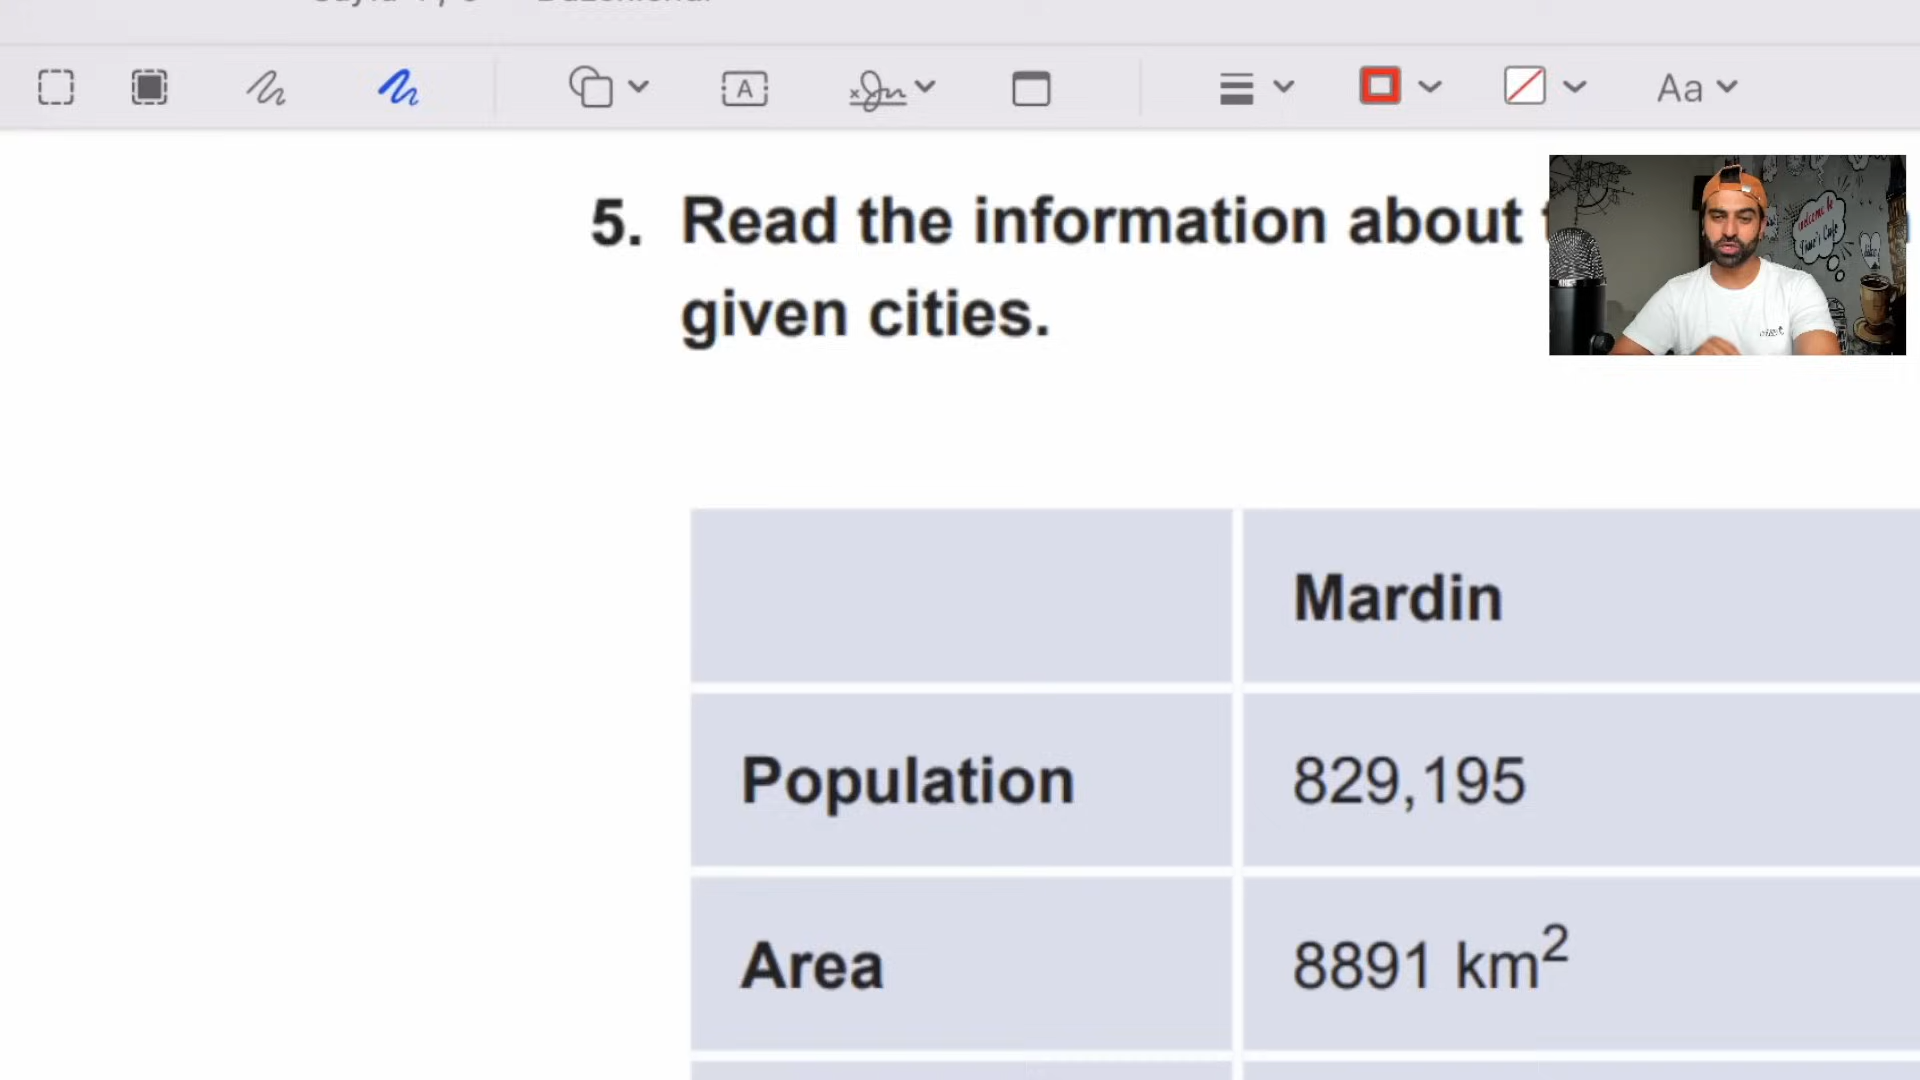 5. Read the information about
given cities.
Mardin
Population 829,195
Area 8891 km²
A
Aa